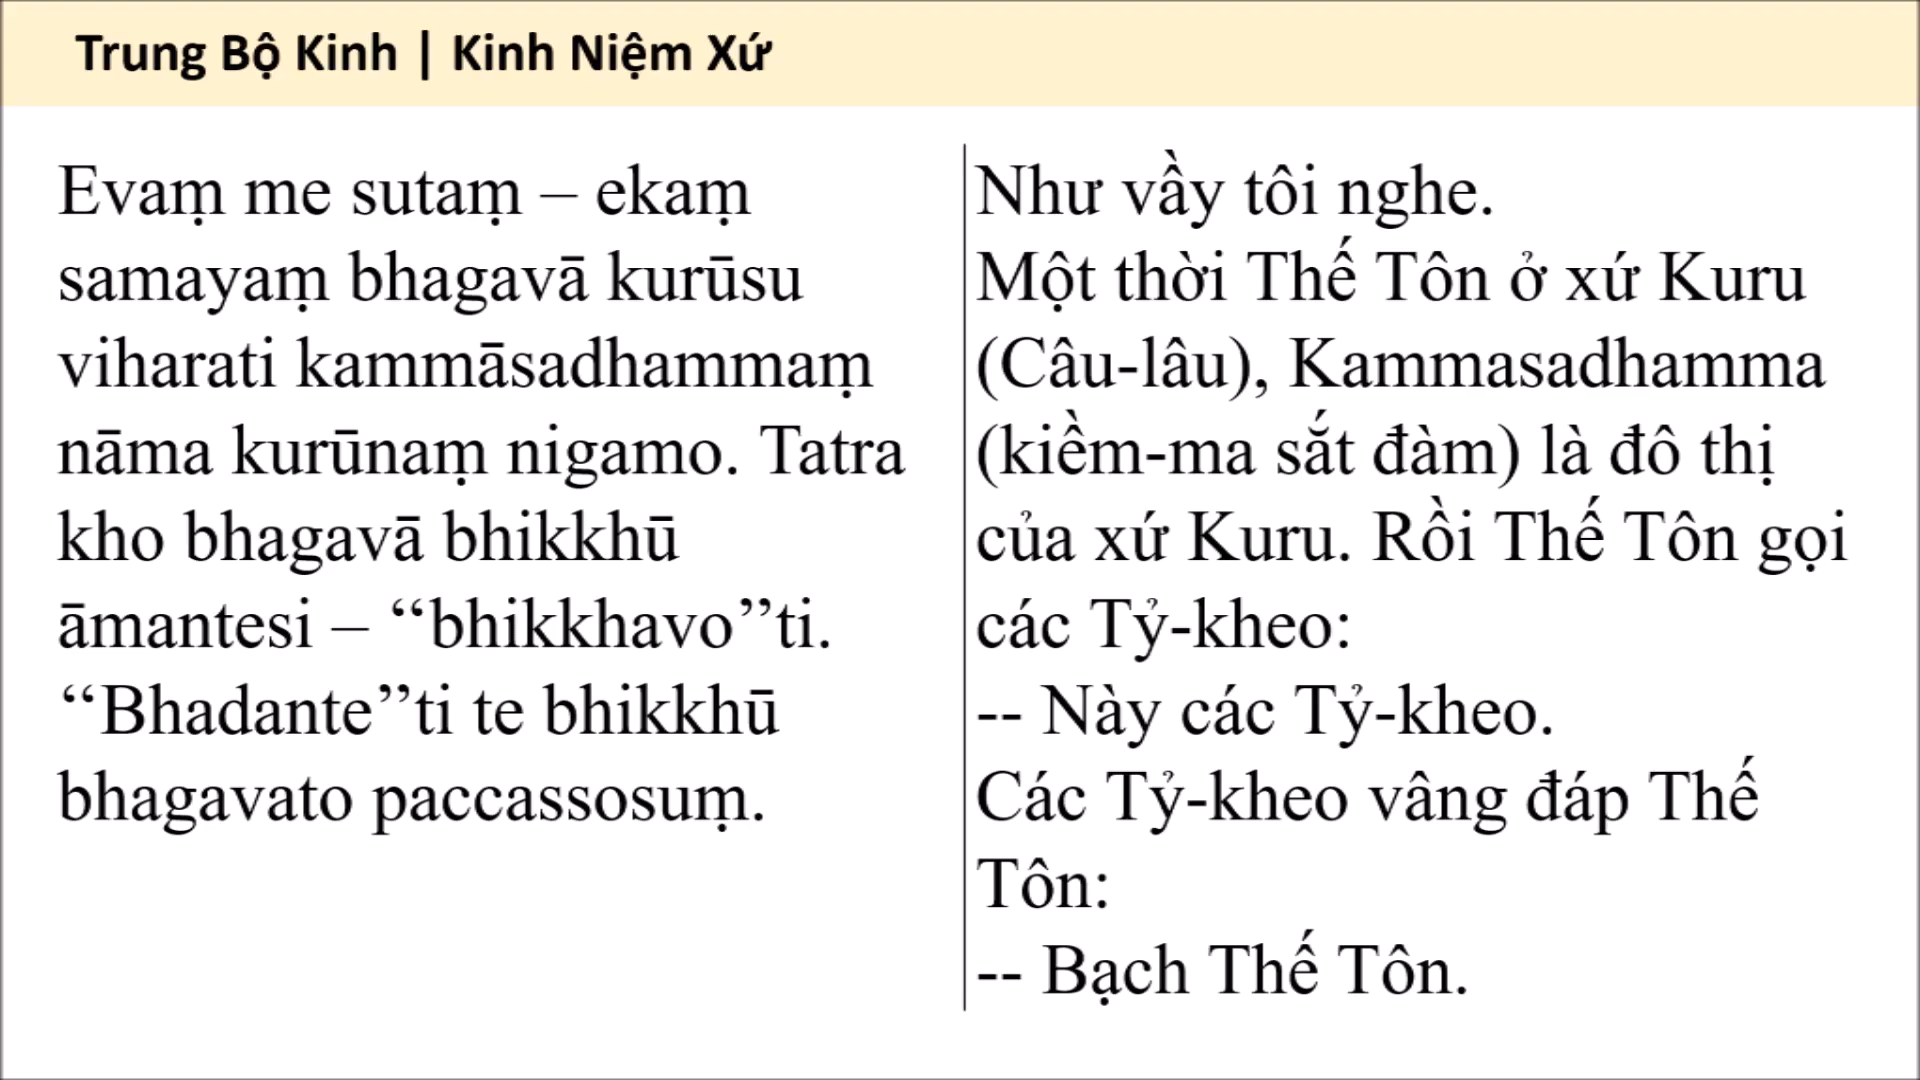 Trung Bộ Kinh | Kinh Niệm Xứ
Evaṃ me sutaṃ – ekaṃ
samayaṃ bhagavā kurūsu
viharati kammāsadhammaṃ
nāma kurūnaṃ nigamo. Tatra
kho bhagavā bhikkhū
āmantesi – ‘‘bhikkhavo’’ti.
‘‘Bhadante’’ti te bhikkhū
bhagavato paccassosuṃ.
Như vầy tôi nghe.
Một thời Thế Tôn ở xứ Kuru
(Câu-lâu), Kammasadhamma
(kiềm-ma sắt đàm) là đô thị
của xứ Kuru. Rồi Thế Tôn gọi
các Tỷ-kheo:
-- Này các Tỷ-kheo.
Các Tỷ-kheo vâng đáp Thế
Tôn:
-- Bạch Thế Tôn.